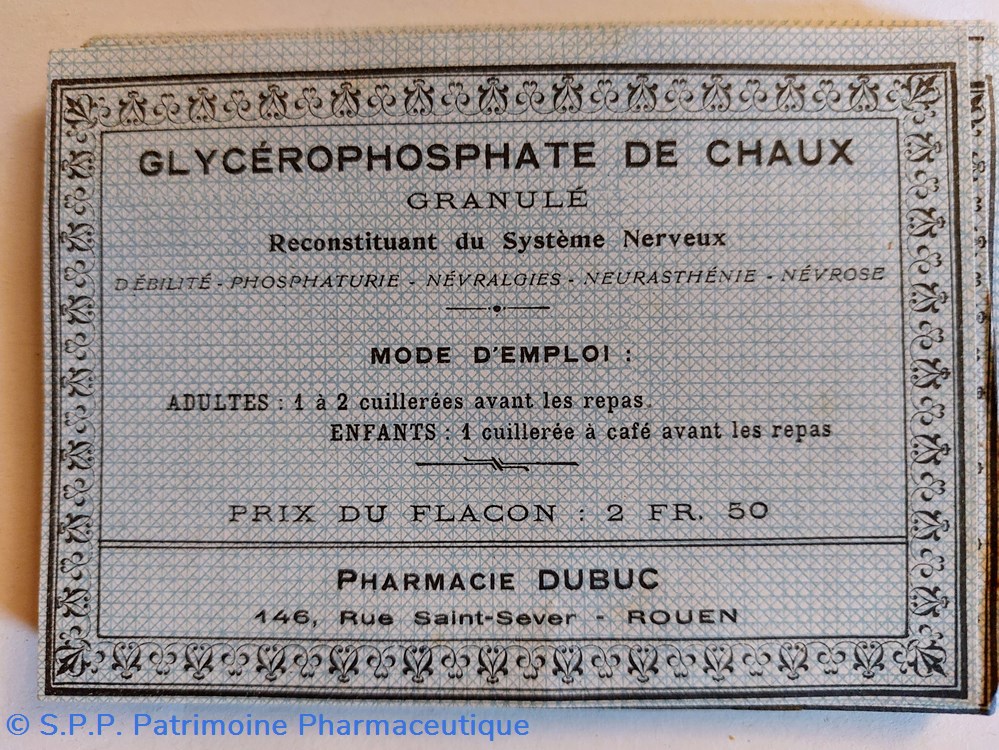 GLYCÉROPHOSPHATE DE CHAUX
GRANULÉ
Reconstituant du Système Nerveux
DÉBILITÉ - PHOSPHATURIE - NÉVRALGIES - NEURASTHÉNIE - NÉVROSE
MODE D'EMPLOI :
ADULTES : 1 à 2 cuillerées avant les repas.
ENFANTS : 1 cuillerée à café avant les repas
PRIX DU FLACON : 2 FR. 50
PHARMACIE DUBUC
146, Rue Saint-Sever - ROUEN
© S.P.P. Patrimoine Pharmaceutique